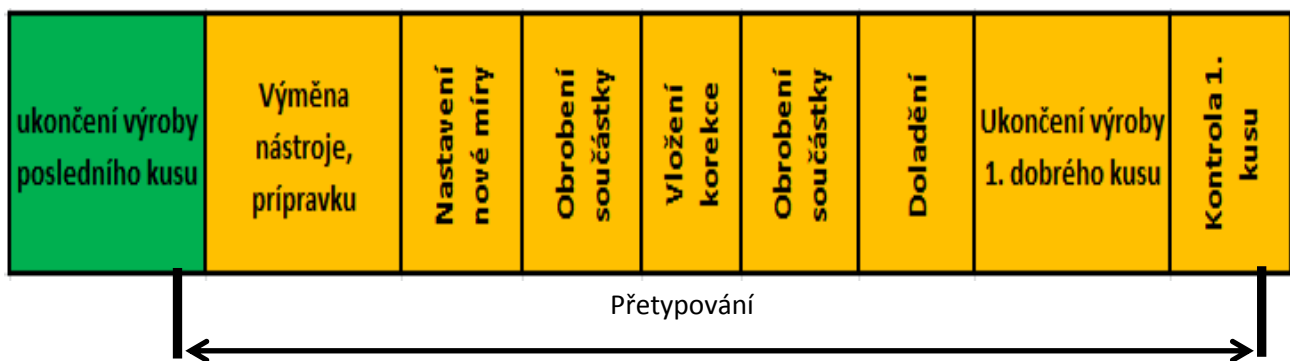 ukončení výroby
posledního kusu
Výměna
nástroje,
prípravku
Nastavení
nové míry
Obrobení
součástky
Vložení
korekce
Obrobení
součástky
Doladění
Ukončení výroby
1. dobrého kusu
Kontrola 1.
kusu
Přetypování